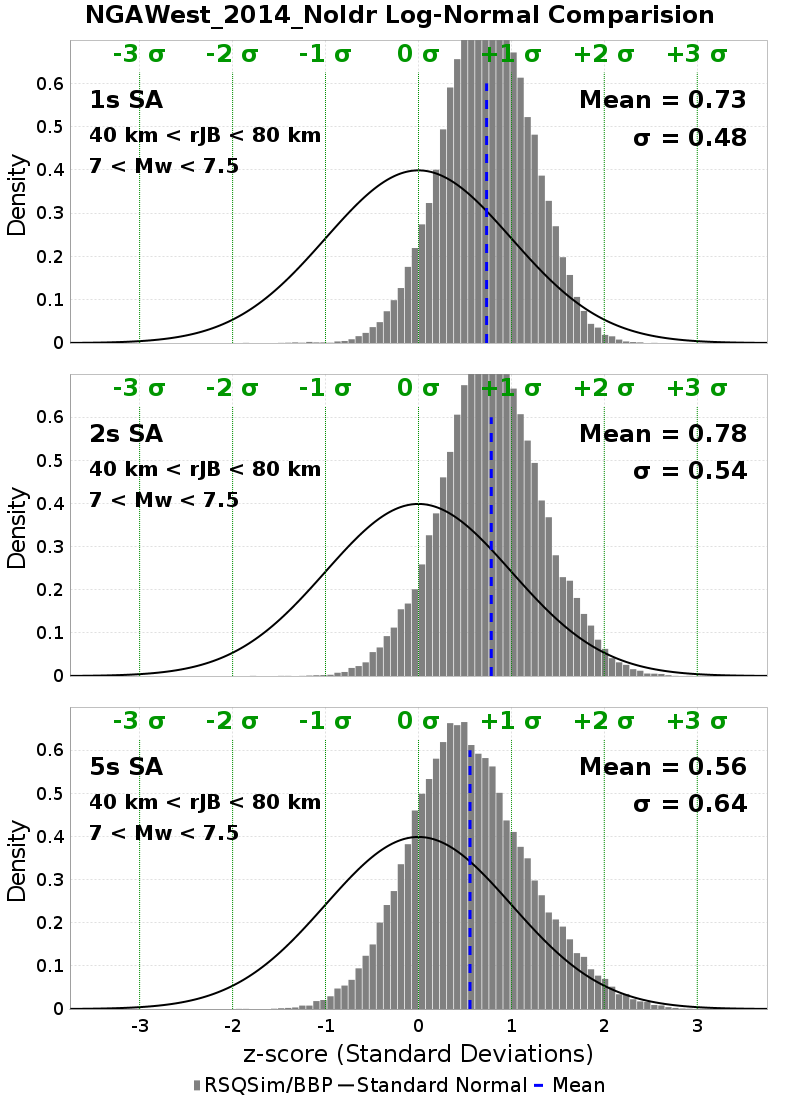 NGAWest_2014_NoIdr Log-Normal Comparision
-3 σ -2 σ -1 σ 0 σ +1 σ +2 σ +3 σ
1s SA
Mean = 0.73
40 km < rJB < 80 km
σ = 0.48
7 < Mw < 7.5
Density
0.6
0.5
0.4
0.3
0.2
0.1
0
-3 σ -2 σ -1 σ 0 σ +1 σ +2 σ +3 σ
2s SA
Mean = 0.78
40 km < rJB < 80 km
σ = 0.54
7 < Mw < 7.5
Density
0.6
0.5
0.4
0.3
0.2
0.1
0
-3 σ -2 σ -1 σ 0 σ +1 σ +2 σ +3 σ
5s SA
Mean = 0.56
40 km < rJB < 80 km
σ = 0.64
7 < Mw < 7.5
Density
0.6
0.5
0.4
0.3
0.2
0.1
0
-3 -2 -1 0 1 2 3
z-score (Standard Deviations)
RSQSim/BBP Standard Normal Mean